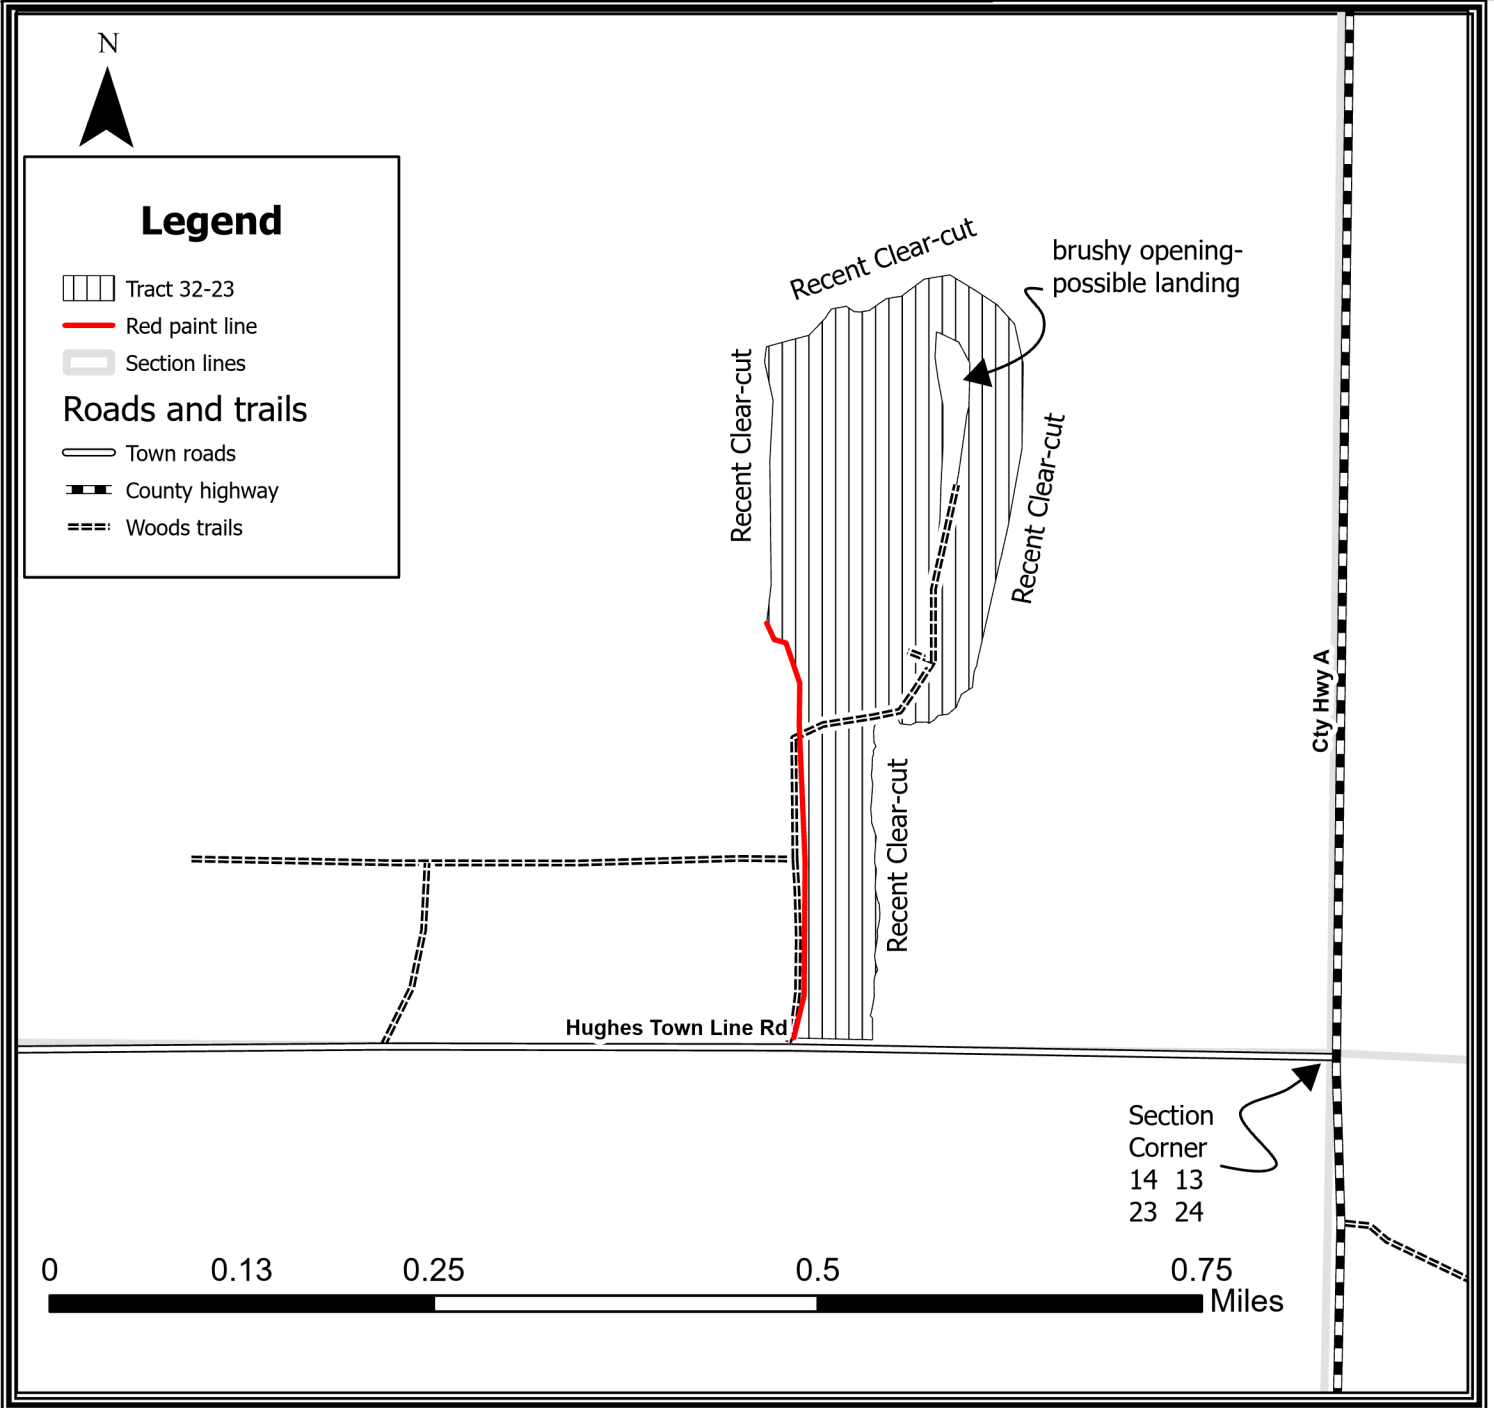 N
Legend
Tract 32-23
Red paint line
Section lines
Roads and trails
Town roads
County highway
Woods trails
Recent Clear-cut
brushy opening-
possible landing
Recent Clear-cut
Recent Clear-cut
Cty Hwy A
Recent Clear-cut
Hughes Town Line Rd
Section
Corner
14 13
23 24
0 0.13 0.25 0.5 0.75
Miles